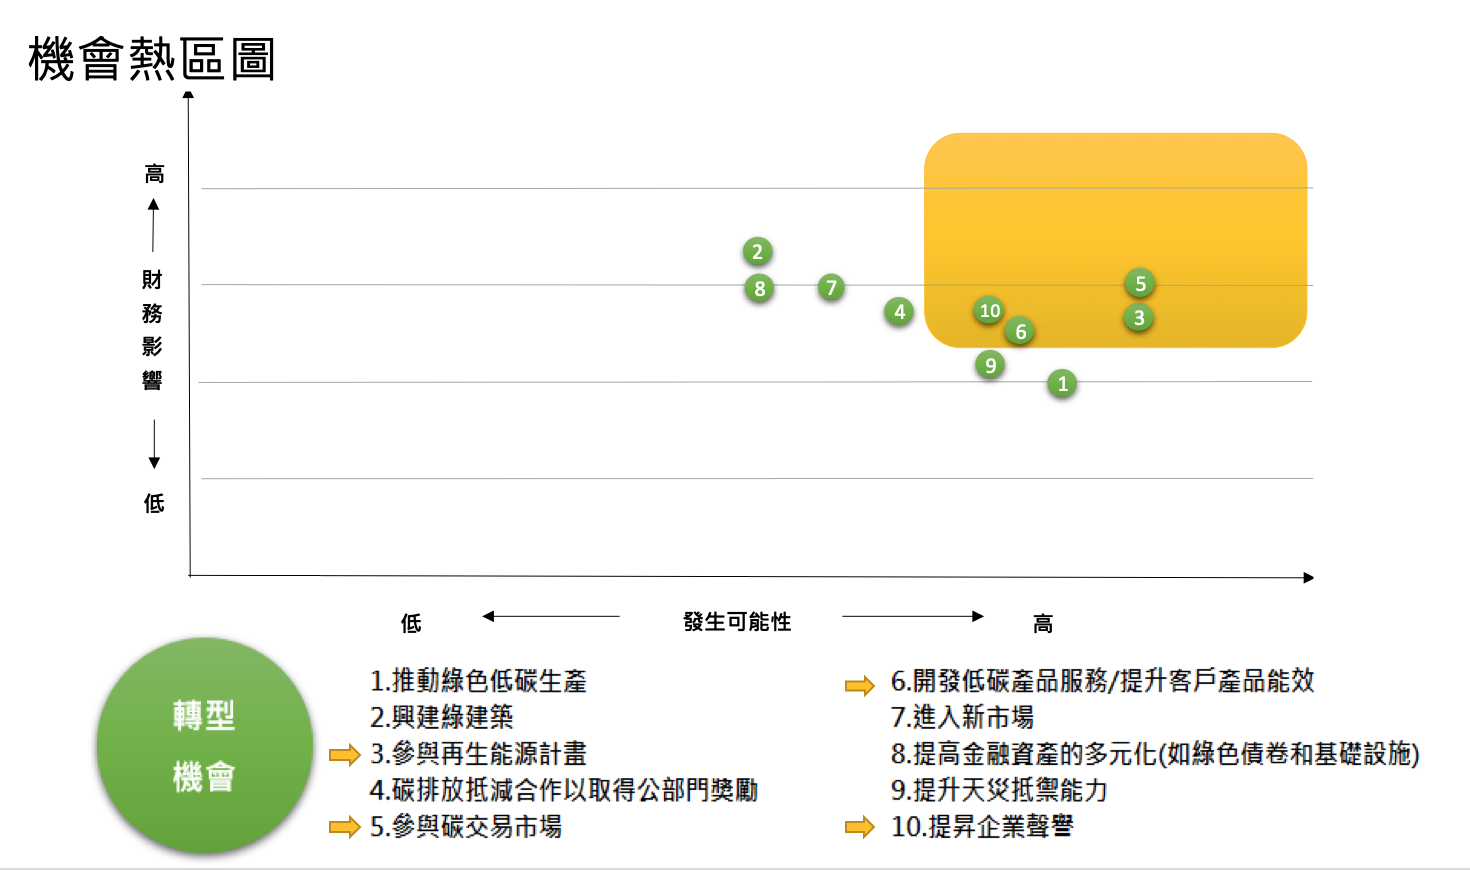 機會熱區圖
高
財
務
影
響
低
2
8
7
4
10
6
5
3
9
1
低
發生可能性
高
轉型
機會
1.推動綠色低碳生產
2.興建綠建築
3.參與再生能源計畫
4.碳排放抵減合作以取得公部門獎勵
5.參與碳交易市場
6.開發低碳產品服務/提升客戶產品能效
7.進入新市場
8.提高金融資產的多元化(如綠色債卷和基礎設施)
9.提升天災抵禦能力
10.提昇企業聲譽